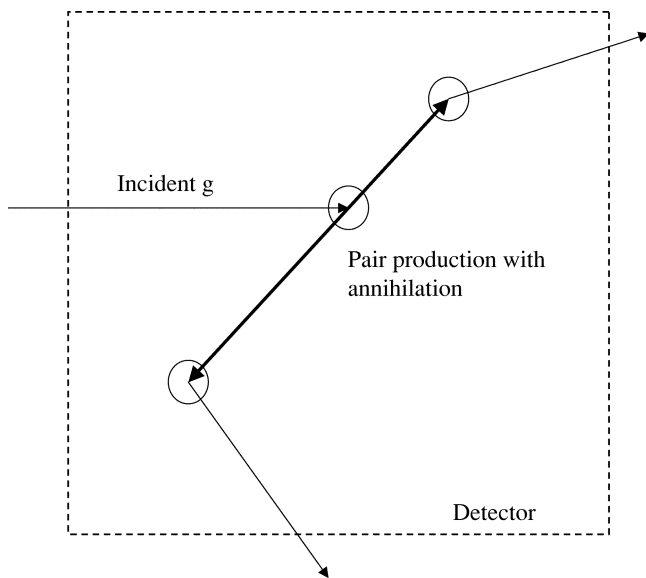 Incident g
Pair production with
annihilation
Detector